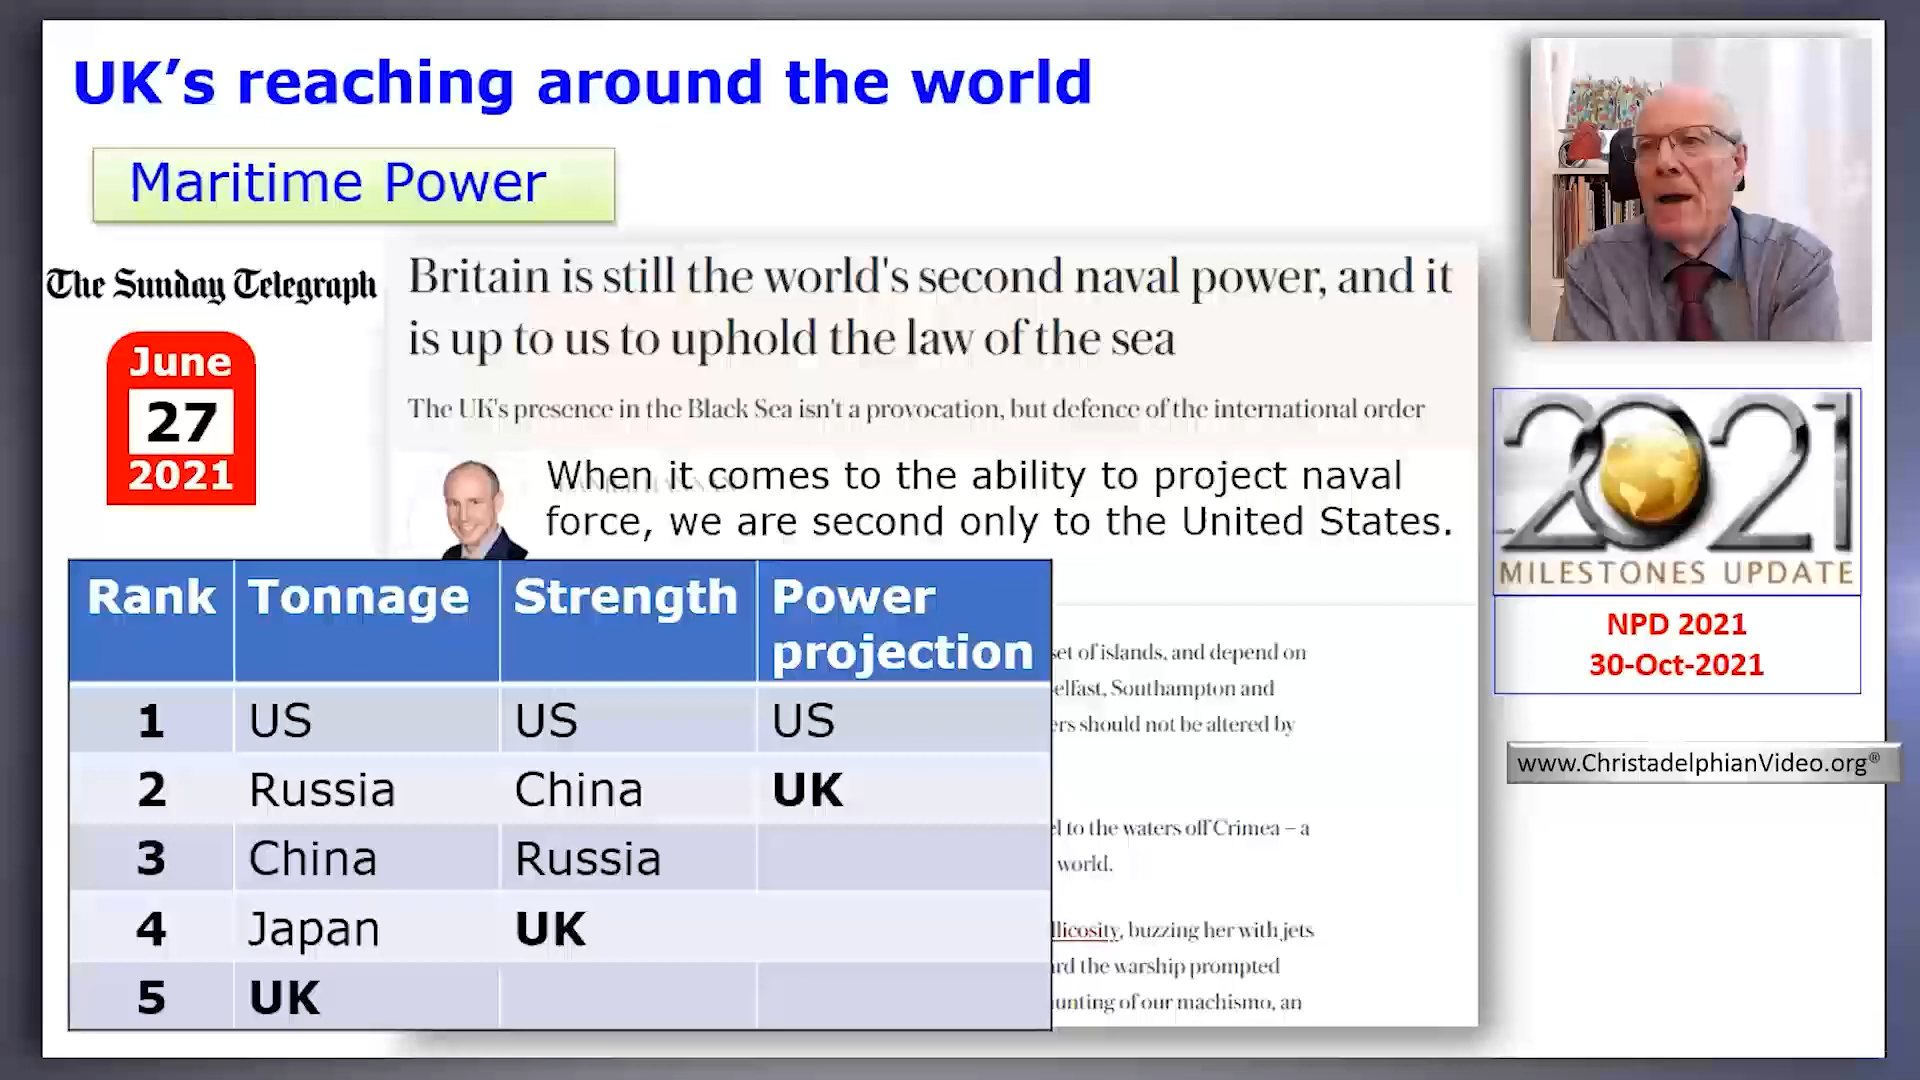 UK's reaching around the world
Maritime Power
The Sunday Telegraph
June
27
2021
Britain is still the world's second naval power, and it
is up to us to uphold the law of the sea
The UK's presence in the Black Sea isn't a provocation, but defence of the international order
When it comes to the ability to project naval
force, we are second only to the United States.
Rank Tonnage Strength Power projection
1 US US US
2 Russia China UK
3 China Russia
4 Japan UK
5 UK
set of islands, and depend on
elfast, Southampton and
ers should not be altered by
el to the waters off Crimea – a
world.
llicosity, buzzing her with jets
rd the warship prompted
unting of our machismo, an
2021
MILESTONES UPDATE
NPD 2021
30-Oct-2021
www.ChristadelphianVideo.org®